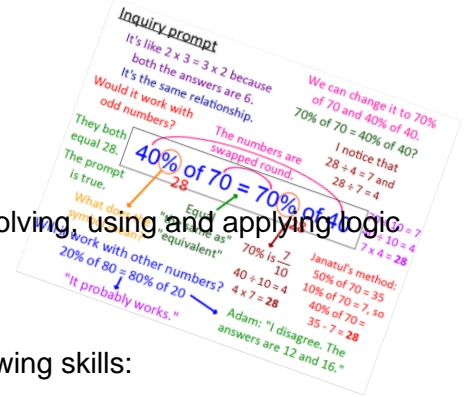 Inquiry prompt
It's like 2 x 3 = 3 x 2 because
both the answers are 6.
It's the same relationship.
Would it work with
odd numbers?
We can change it to 70%
of 70 and 40% of 40.
70% of 70 = 40% of 40?
I notice that
28 ÷ 4 = 7 and
28 ÷ 7 = 4
The numbers are
swapped round.
They both
equal 28.
The prompt
is true.
40% of 70 = 70% of 40
28
What does
symbol
Equal
"same as"
"equivalent"
70% is 7/10
40 ÷ 10 = 4
4 x 7 = 28
÷ 10 = 4
7 x 4 = 28
Janatul's method:
50% of 70 = 35
10% of 70 = 7, so
40% of 70 =
35 - 7 = 28
work with other numbers?
20% of 80 = 80% of 20
"It probably works."
Adam: "I disagree. The
answers are 12 and 16."
olving, using and applying logic
wing skills: